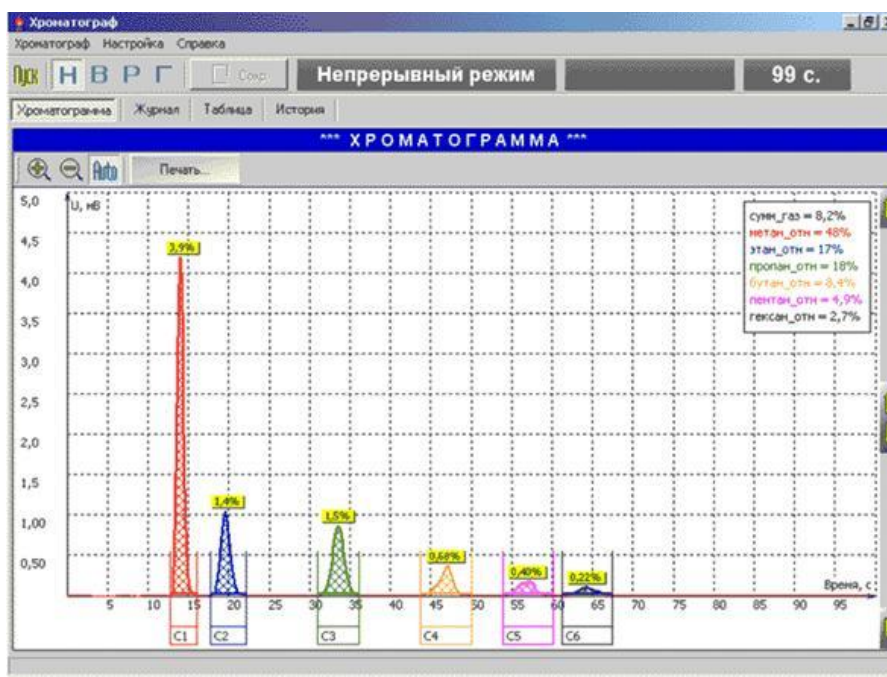 Хроматограф
Хроматограф Настройка Справка
Пуск Н В Р Г Сохр Непрерывный режим 99 с.
Хроматограмма Журнал Таблица История
*** ХРОМАТОГРАММА ***
Auto Печать...
U, мВ
5,0
4,5
4,0
3,5
3,0
2,5
2,0
1,5
1,00
0,50
сумм_газ = 8,2%
метан_отн = 48%
этан_отн = 17%
пропан_отн = 18%
бутан_отн = 8,4%
пентан_отн = 4,9%
гексан_отн = 2,7%
3,9%
1,4%
1,5%
0,68%
0,40%
0,22%
Время, с
5 10 15 20 25 30 35 40 45 50 55 60 65 70 75 80 85 90 95
C1 C2 C3 C4 C5 C6